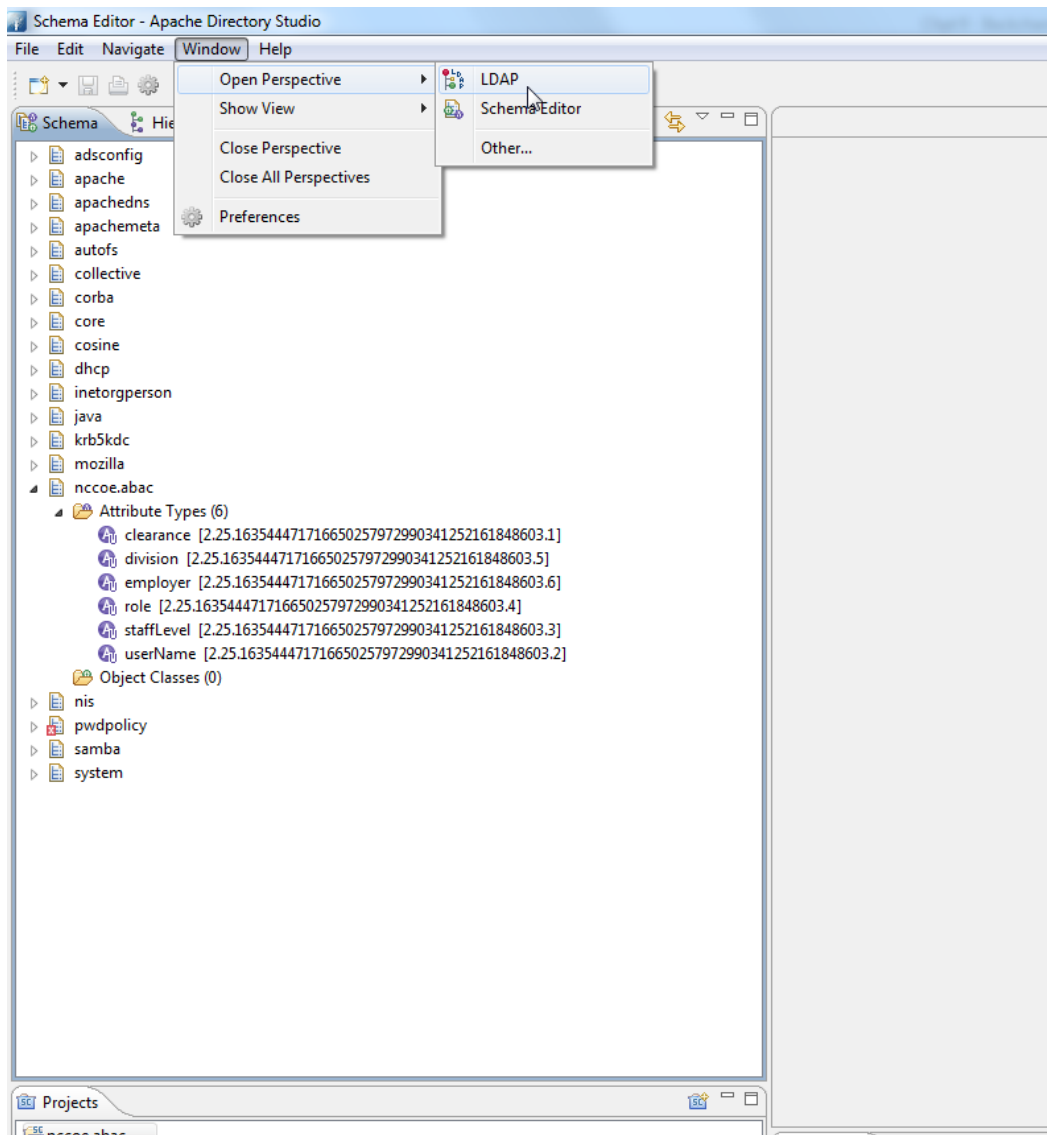 Schema Editor - Apache Directory Studio
File Edit Navigate Window Help
Open Perspective
LDAP
Show View
Schema Editor
Close Perspective
Other...
Close All Perspectives
Preferences
Schema
Hie
adsconfig
apache
apachedns
apachemeta
autofs
collective
corba
core
cosine
dhcp
inetorgperson
java
krb5kdc
mozilla
nccoe.abac
Attribute Types (6)
clearance [2.25.163544471716650257972990341252161848603.1]
division [2.25.163544471716650257972990341252161848603.5]
employer [2.25.163544471716650257972990341252161848603.6]
role [2.25.163544471716650257972990341252161848603.4]
staffLevel [2.25.163544471716650257972990341252161848603.3]
userName [2.25.163544471716650257972990341252161848603.2]
Object Classes (0)
nis
pwdpolicy
samba
system
Projects
nccoe.abac